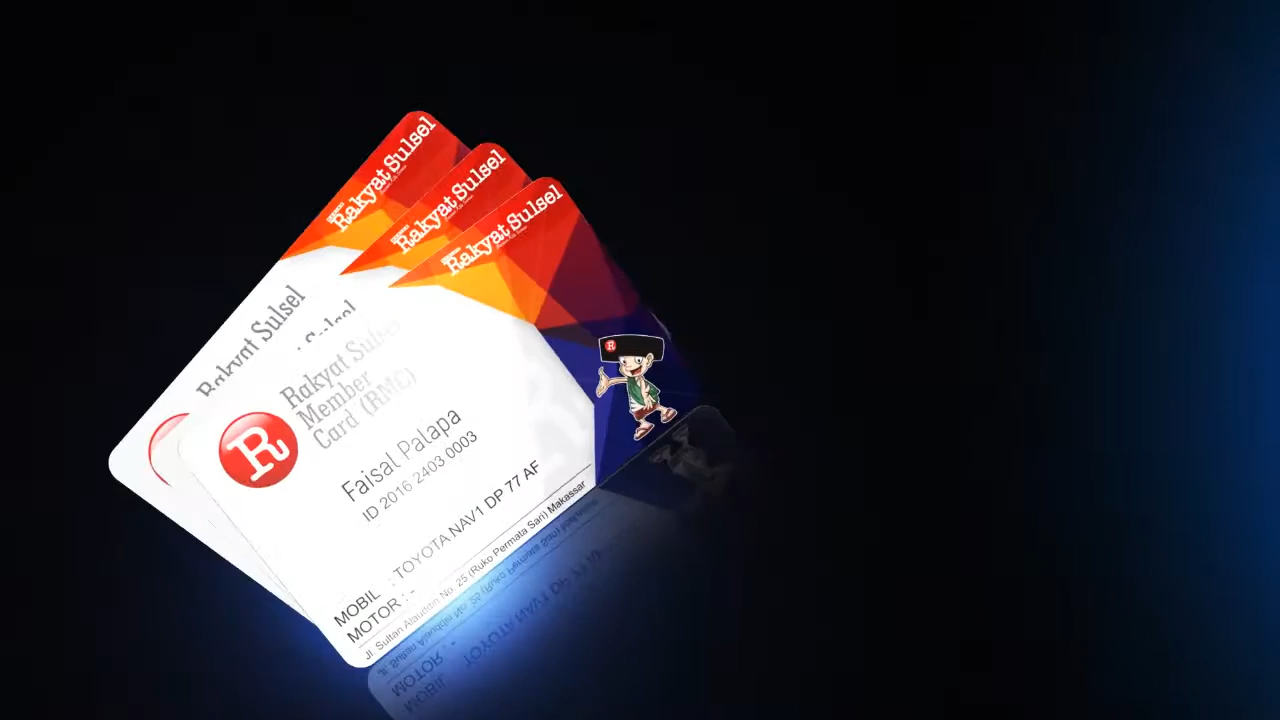 Rakyat Sulsel
Rakyat Sulsel
Rakyat Sulsel
Rakyat Sulsel
Sulsel
R
Rakyat Sulsel
Member
Card (RMC)
Faisal Palapa
ID 2016 2403 0003
MOBIL : TOYOTA NAV1 DP 77 AF
MOTOR : -
Jl. Sultan Alauddin No. 25 (Ruko Permata Sari) Makassar
R